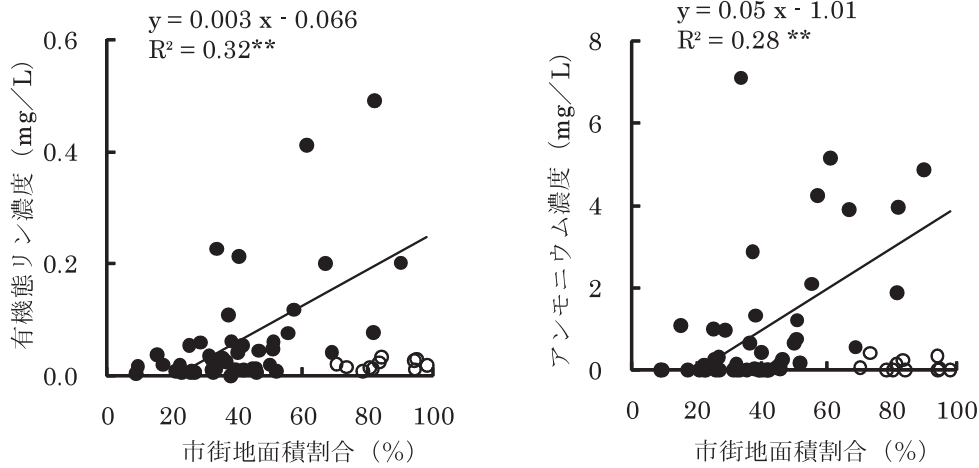 y = 0.003 x - 0.066
R² = 0.32**
0.6
0.4
0.2
0.0
有機態リン濃度（mg／L）
0 20 40 60 80 100
市街地面積割合（%）
y = 0.05 x - 1.01
R² = 0.28 **
8
6
4
2
0
アンモニウム濃度（mg／L）
0 20 40 60 80 100
市街地面積割合（%）